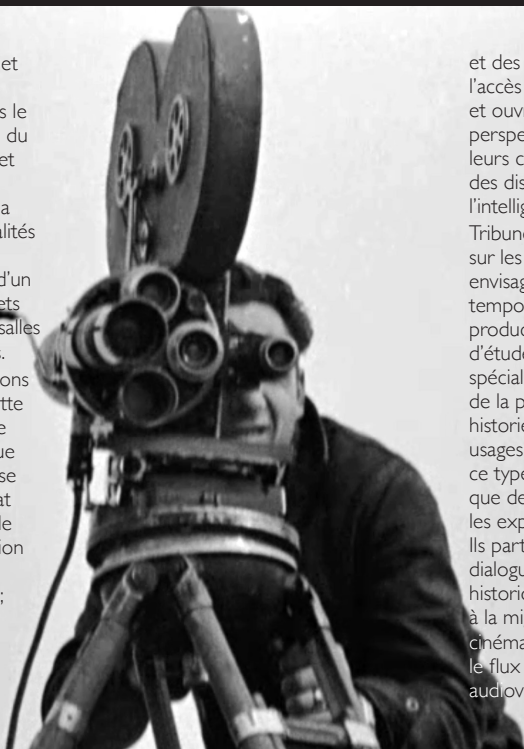 et
s le
du
et
a
alités
d'un
ets
salles
s.
ons
tte
e
ue
se
at
le
ion
;
et des
l'accès
et ouv
perspe
leurs c
des dis
l'intellig
Tribune
sur les
envisag
tempo
produc
d'étude
spécial
de la p
historie
usages
ce type
que de
les exp
Ils part
dialogu
historic
à la mi
cinéma
le flux
audiov